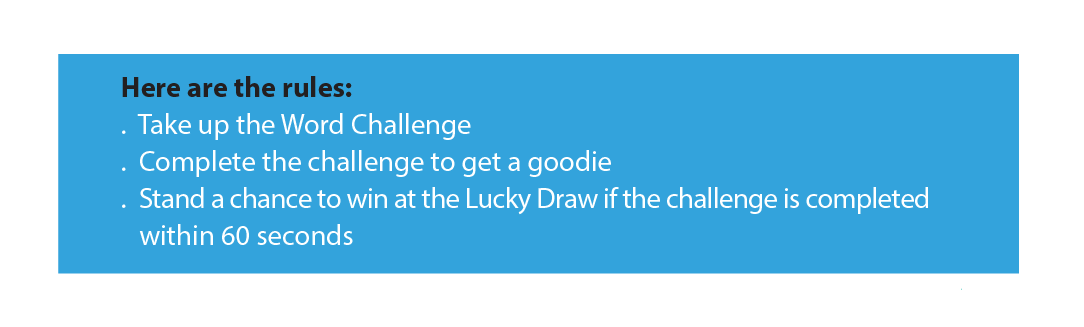 Here are the rules:
. Take up the Word Challenge
. Complete the challenge to get a goodie
. Stand a chance to win at the Lucky Draw if the challenge is completed
within 60 seconds